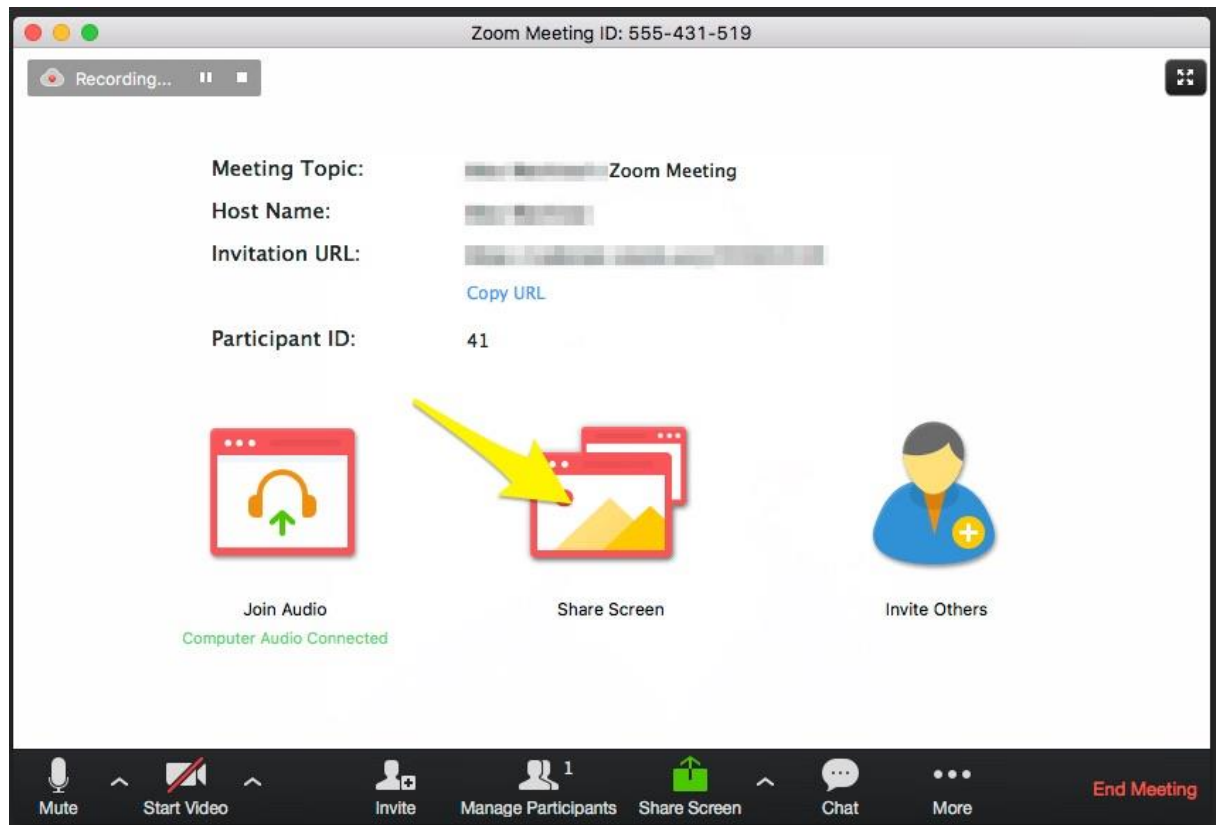 Zoom Meeting ID: 555-431-519
Recording...
Meeting Topic: Zoom Meeting
Host Name:
Invitation URL:
Copy URL
Participant ID: 41
Join Audio Share Screen Invite Others
Computer Audio Connected
1
Mute Start Video Invite Manage Participants Share Screen Chat More End Meeting